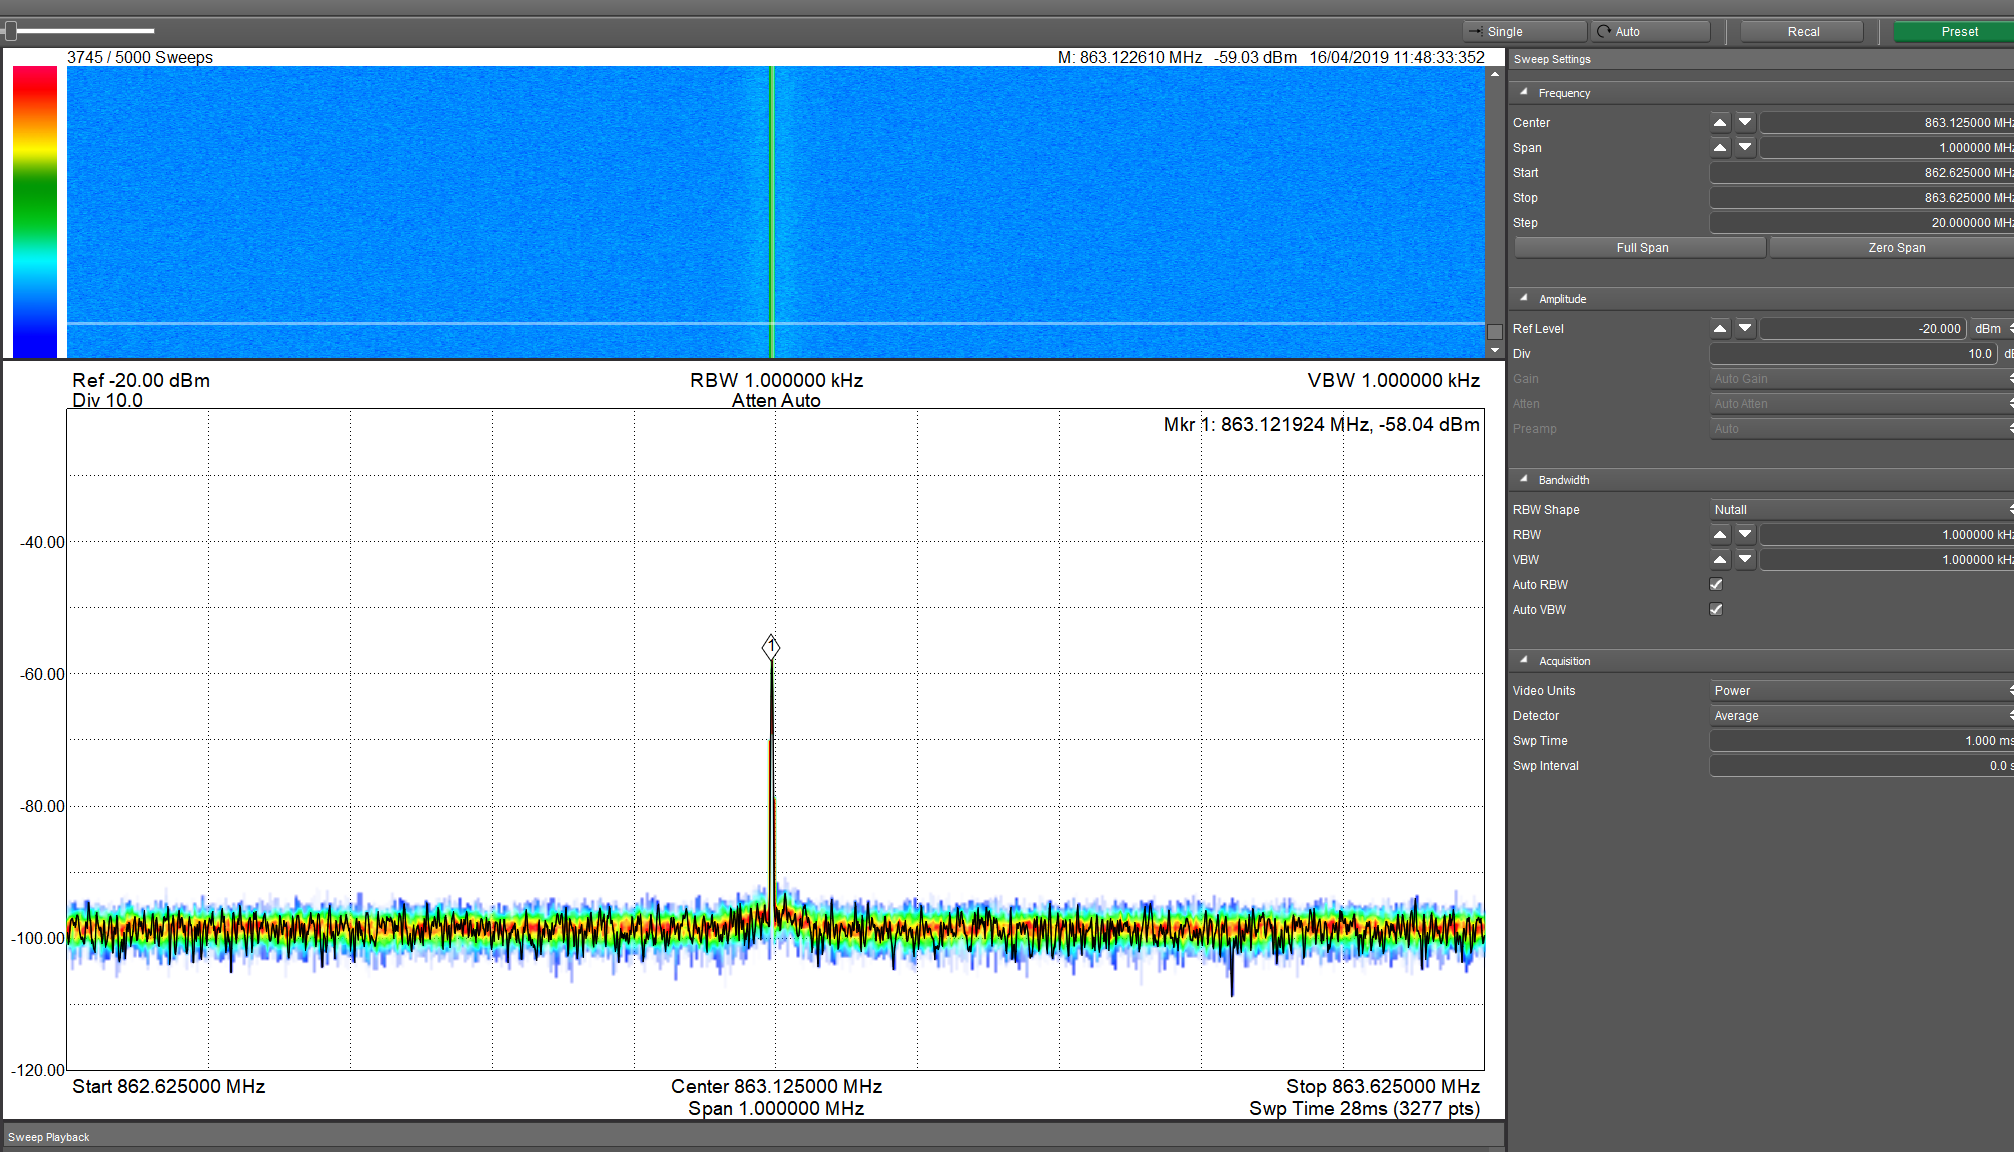 Single Auto Recal Preset
3745 / 5000 Sweeps M: 863.122610 MHz -59.03 dBm 16/04/2019 11:48:33:352
Ref -20.00 dBm RBW 1.000000 kHz VBW 1.000000 kHz
Div 10.0 Atten Auto
Mkr 1: 863.121924 MHz, -58.04 dBm
-40.00
1
-60.00
-80.00
-100.00
-120.00
Start 862.625000 MHz Center 863.125000 MHz Stop 863.625000 MHz
Span 1.000000 MHz Swp Time 28ms (3277 pts)
Sweep Playback
Sweep Settings
Frequency
Center 863.125000 MHz
Span 1.000000 MHz
Start 862.625000 MHz
Stop 863.625000 MHz
Step 20.000000 MHz
Full Span Zero Span
Amplitude
Ref Level -20.000 dBm
Div 10.0
Gain Auto Gain
Atten Auto Atten
Preamp Auto
Bandwidth
RBW Shape Nutall
RBW 1.000000 kHz
VBW 1.000000 kHz
Auto RBW
Auto VBW
Acquisition
Video Units Power
Detector Average
Swp Time 1.000 ms
Swp Interval 0.0 s